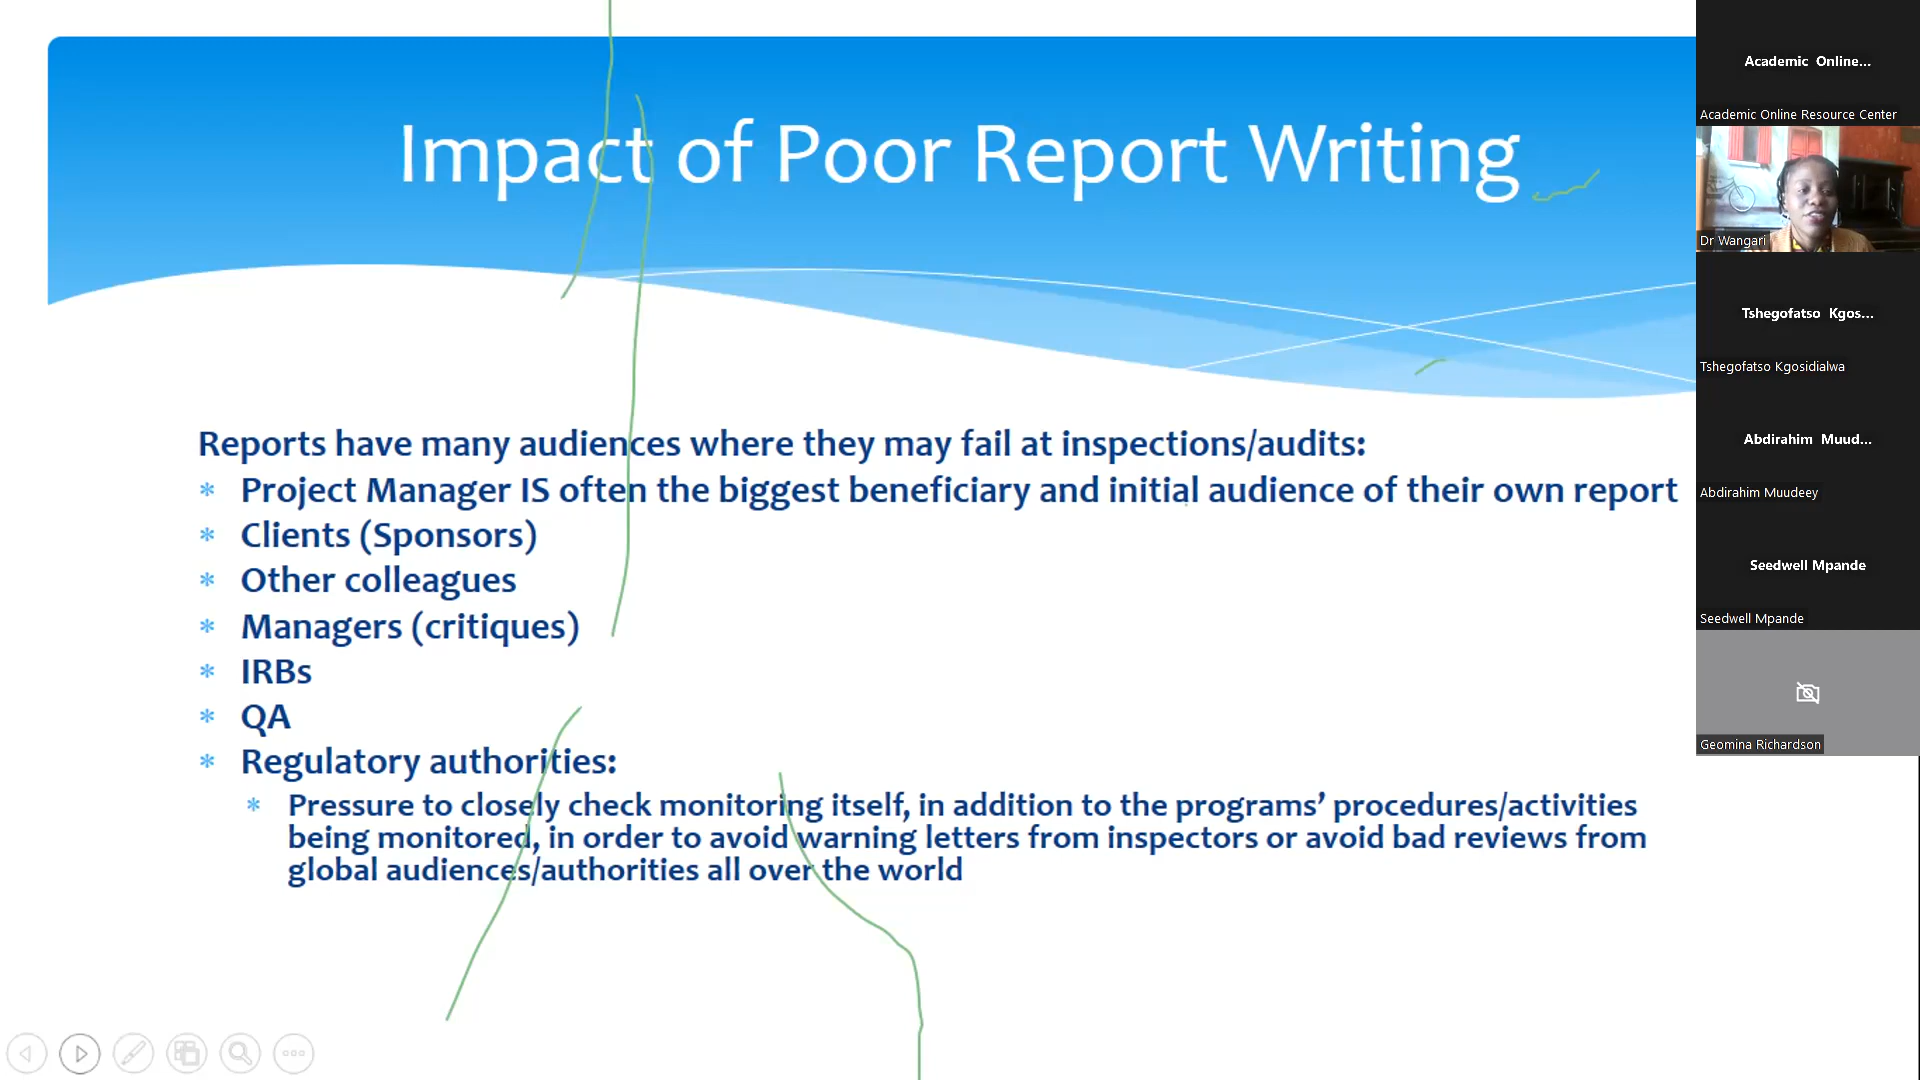 Impact of Poor Report Writing
Reports have many audiences where they may fail at inspections/audits:
* Project Manager IS often the biggest beneficiary and initial audience of their own report
* Clients (Sponsors)
* Other colleagues
* Managers (critiques)
* IRBs
* QA
* Regulatory authorities:
* Pressure to closely check monitoring itself, in addition to the programs’ procedures/activities
being monitored, in order to avoid warning letters from inspectors or avoid bad reviews from
global audiences/authorities all over the world
Academic Online...
Academic Online Resource Center
Dr Wangari
Tshegofatso Kgos...
Tshegofatso Kgosidialwa
Abdirahim Muud...
Abdirahim Muudeey
Seedwell Mpande
Seedwell Mpande
Geomina Richardson